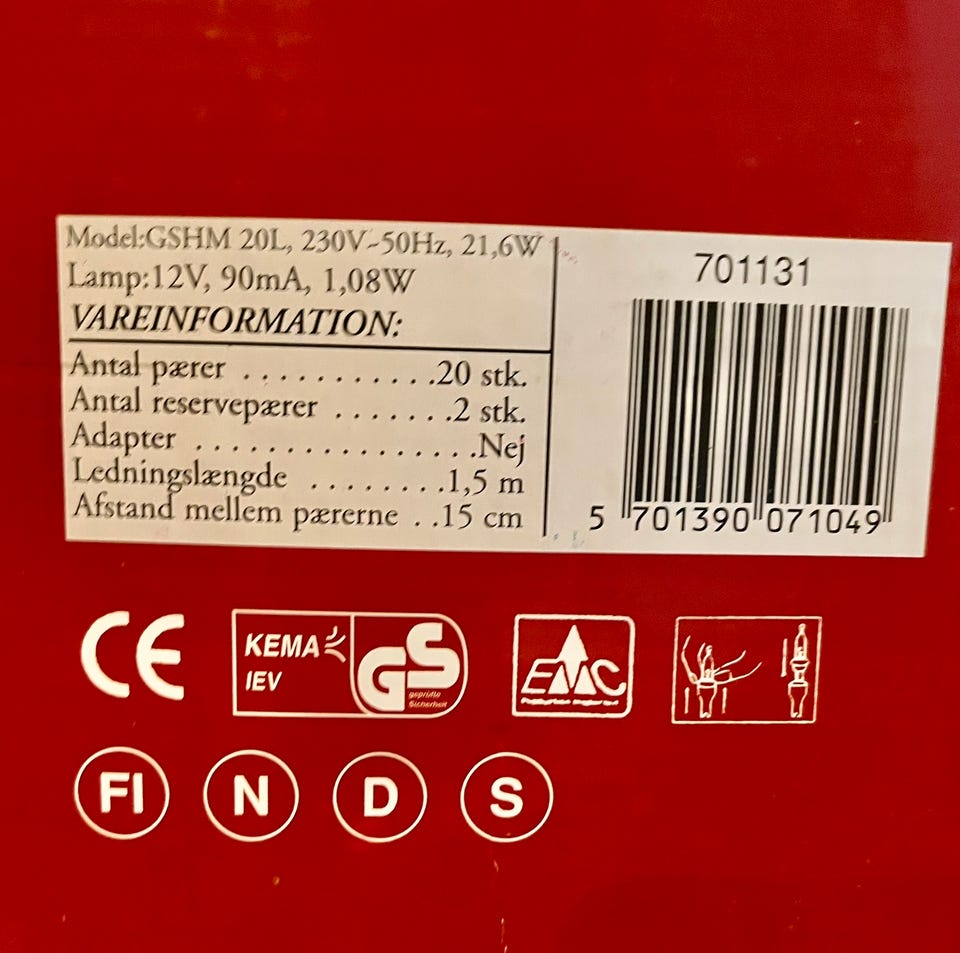 Model:GSHM 20L, 230V~50Hz, 21,6W
Lamp:12V, 90mA, 1,08W
VAREINFORMATION:
Antal pærer . . . . . . . . . . .20 stk.
Antal reservepærer . . . . . . .2 stk.
Adapter . . . . . . . . . . . . . . . .Nej
Ledningslængde . . . . . . . .1,5 m
Afstand mellem pærerne . .15 cm
701131
5 701390 071049
CE
KEMA
IEV
GS
geprüfte
Sicherheit
EMC
FI N D S